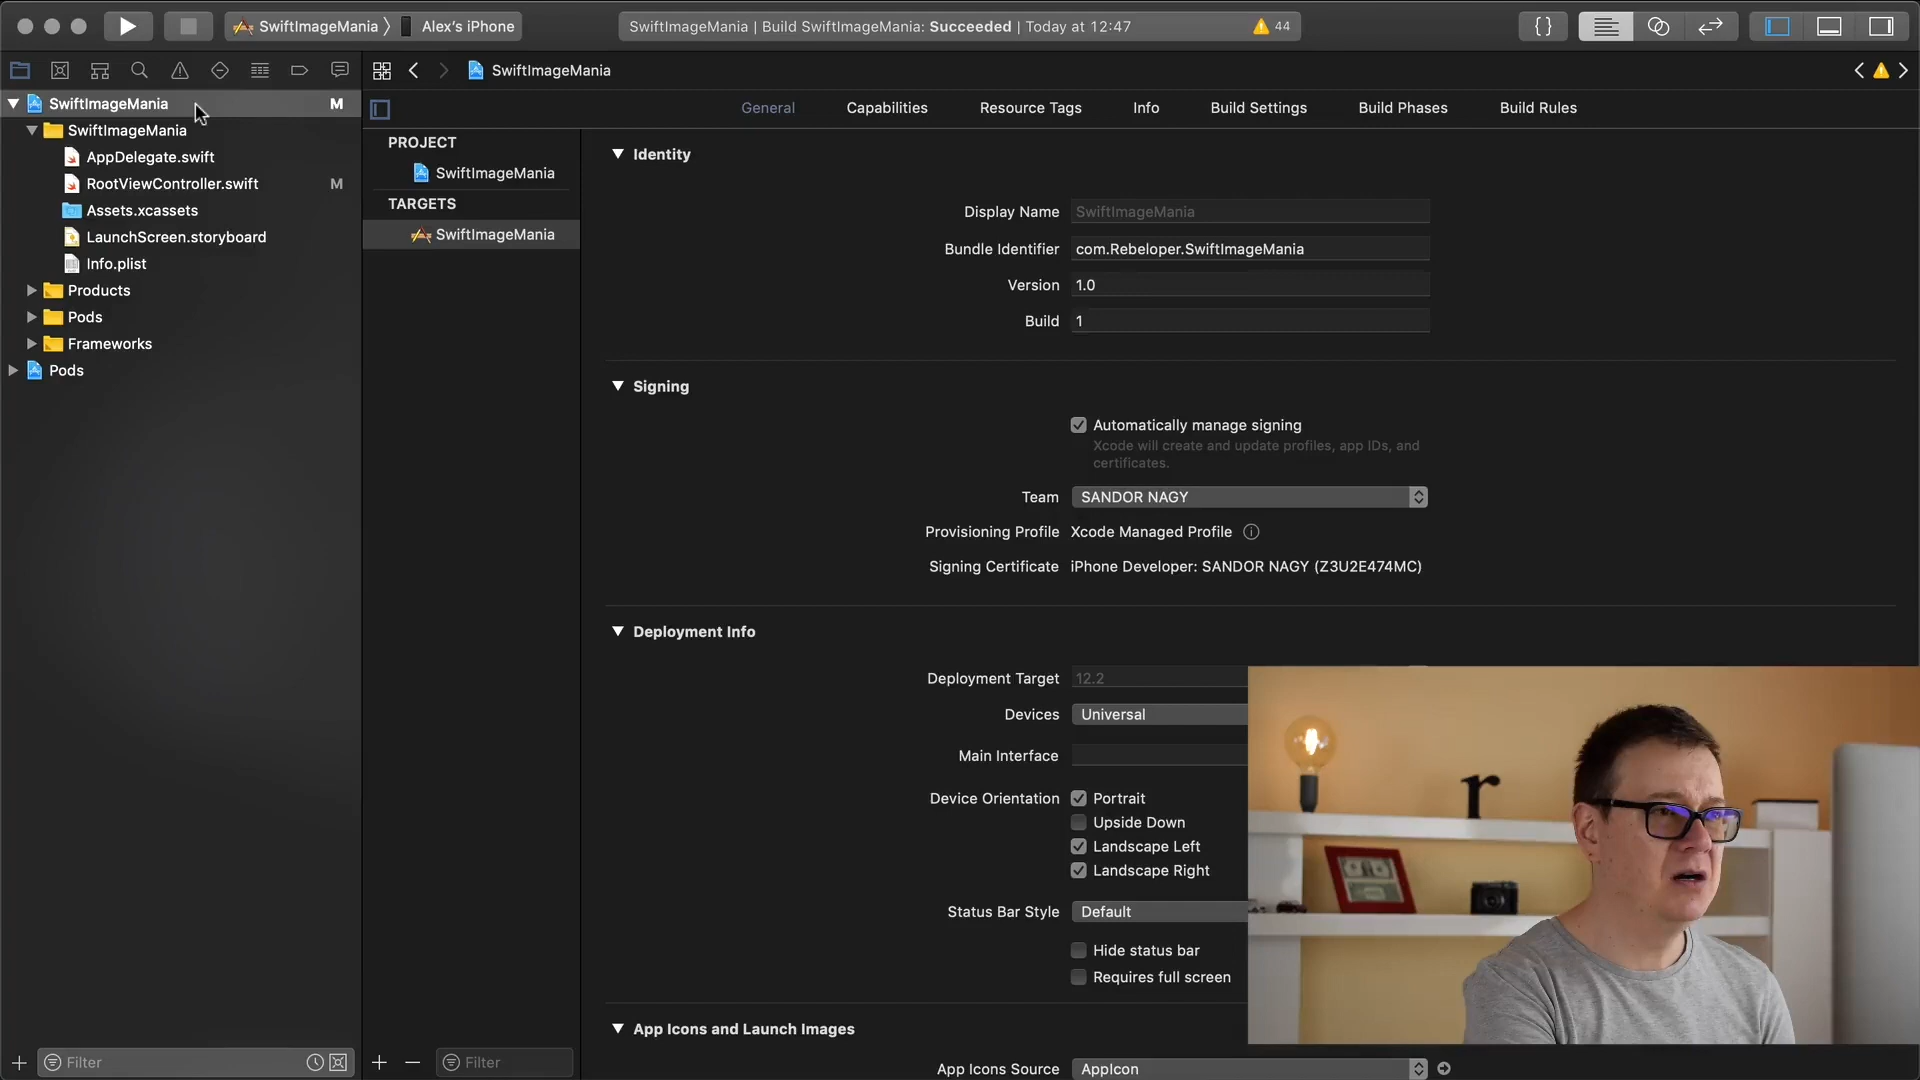 SwiftImageMania 〉 Alex's iPhone
SwiftImageMania | Build SwiftImageMania: Succeeded | Today at 12:47
44
{ }
SwiftImageMania
SwiftImageMania M
SwiftImageMania
AppDelegate.swift
RootViewController.swift M
Assets.xcassets
LaunchScreen.storyboard
Info.plist
Products
Pods
Frameworks
Pods
Filter
General Capabilities Resource Tags Info Build Settings Build Phases Build Rules
PROJECT
SwiftImageMania
TARGETS
SwiftImageMania
Filter
Identity
Display Name SwiftImageMania
Bundle Identifier com.Rebeloper.SwiftImageMania
Version 1.0
Build 1
Signing
Automatically manage signing
Xcode will create and update profiles, app IDs, and
certificates.
Team SANDOR NAGY
Provisioning Profile Xcode Managed Profile
Signing Certificate iPhone Developer: SANDOR NAGY (Z3U2E474MC)
Deployment Info
Deployment Target 12.2
Devices Universal
Main Interface
Device Orientation Portrait
Upside Down
Landscape Left
Landscape Right
Status Bar Style Default
Hide status bar
Requires full screen
App Icons and Launch Images
App Icons Source AppIcon
r